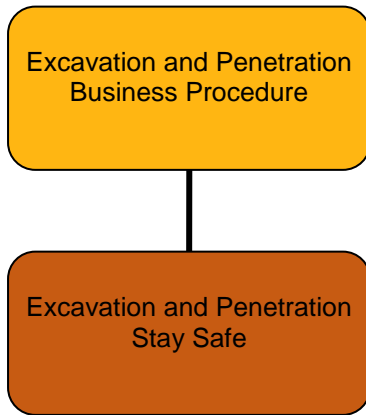 Excavation and Penetration
Business Procedure
Excavation and Penetration
Stay Safe